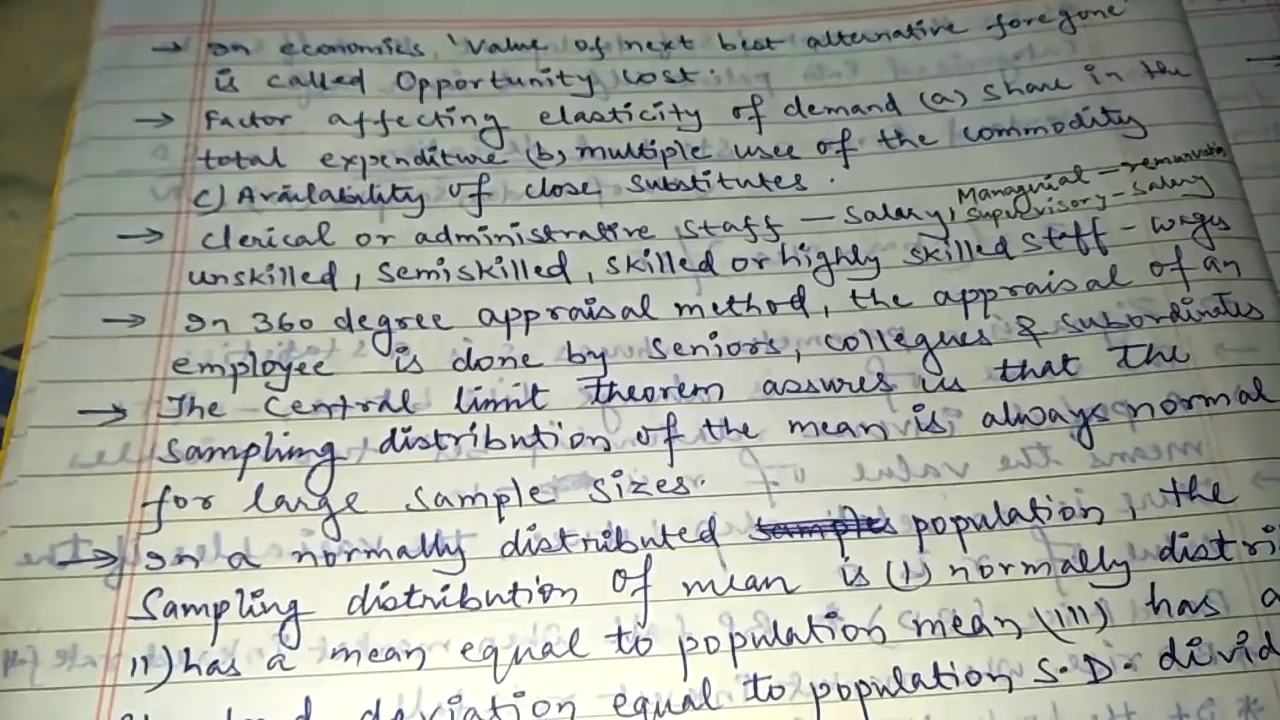 → In economics, 'Value of next best alternative foregone'
is called Opportunity cost.
→ Factor affecting elasticity of demand (a) share in the
total expenditure (b) multiple use of the commodity
c) Availability of close substitutes.
Managerial — remuneration
→ clerical or administrative staff — salary, supervisory - salary
unskilled, semiskilled, skilled or highly skilled staff - wages
→ In 360 degree appraisal method, the appraisal of an
employee is done by seniors, collegues & subordinates
→ The central limit theorem assures us that the
sampling distribution of the mean is always normal
for large sample sizes.
→ In a normally distributed population, the
Sampling distribution of mean is (i) normally distri
ii) has a mean equal to population mean (iii) has a
deviation equal to population S.D. divid